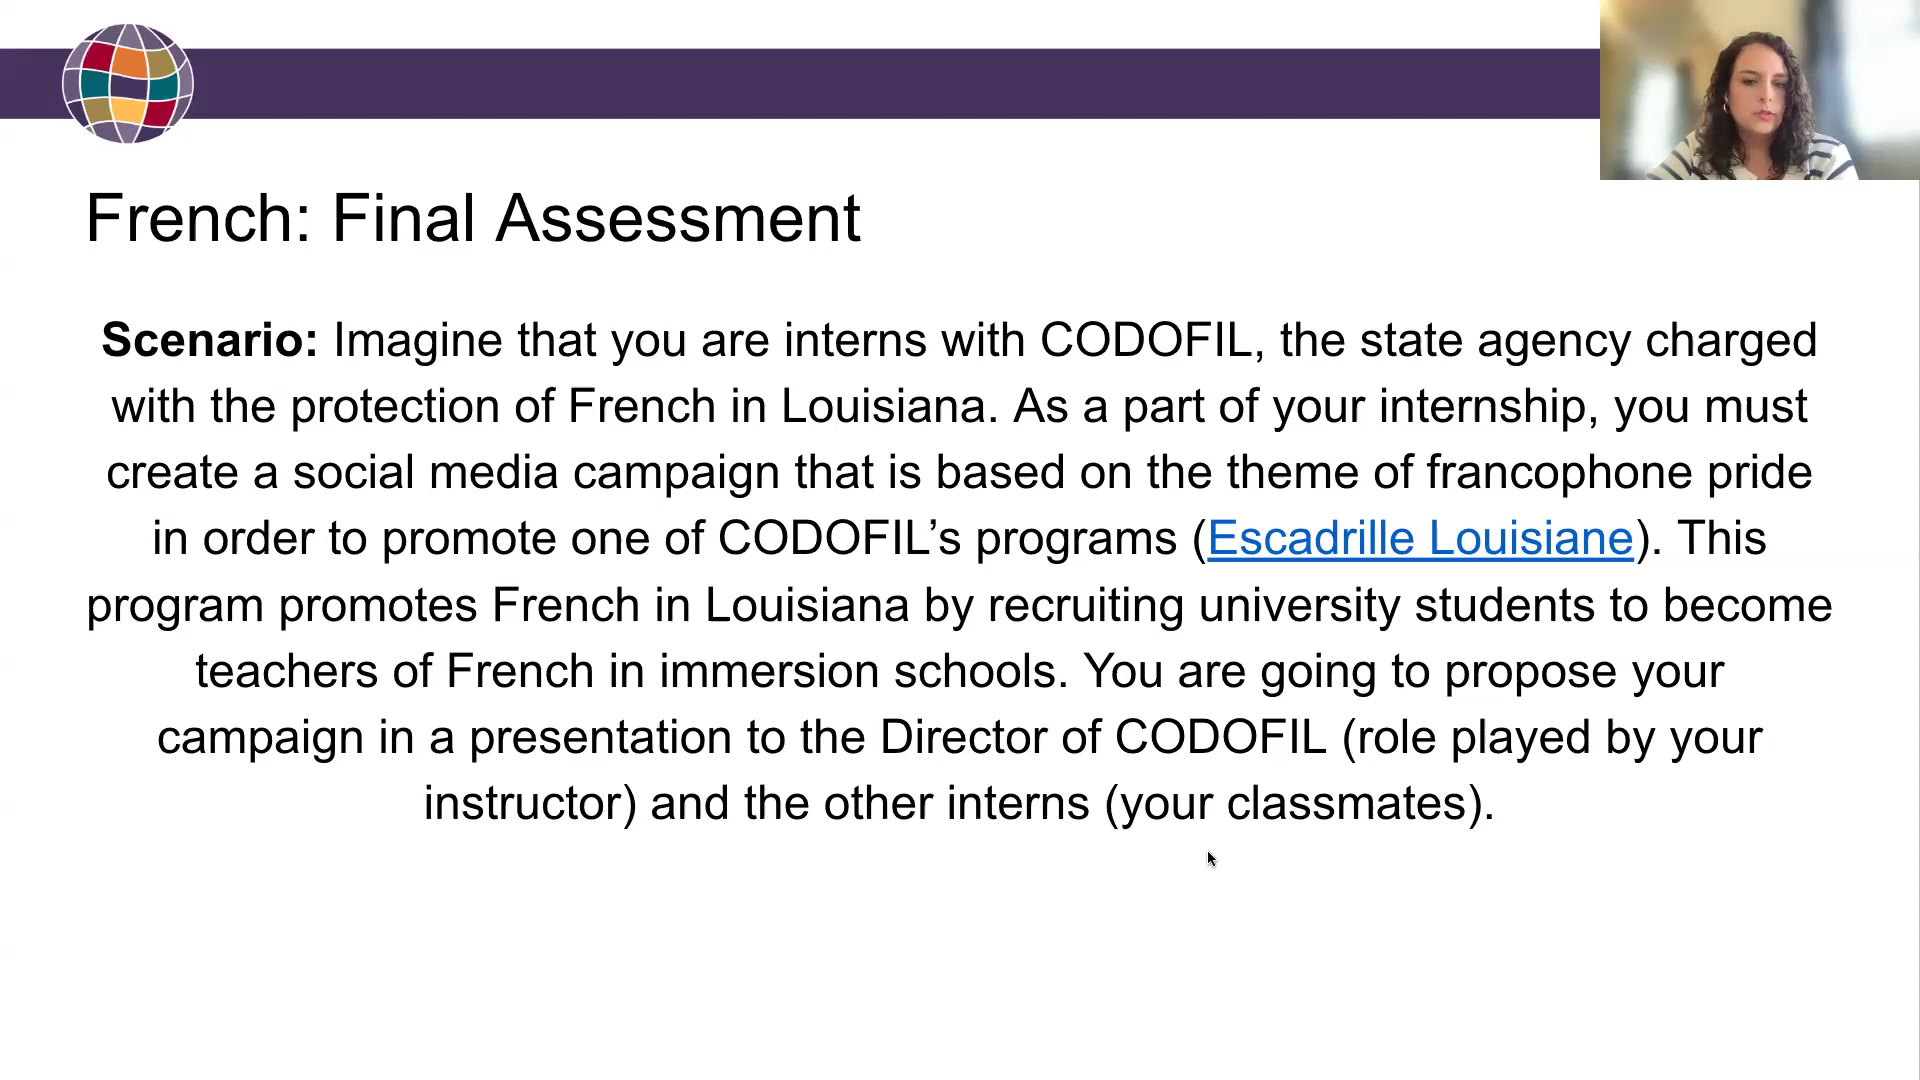 French: Final Assessment
Scenario: Imagine that you are interns with CODOFIL, the state agency charged
with the protection of French in Louisiana. As a part of your internship, you must
create a social media campaign that is based on the theme of francophone pride
in order to promote one of CODOFIL’s programs (Escadrille Louisiane). This
program promotes French in Louisiana by recruiting university students to become
teachers of French in immersion schools. You are going to propose your
campaign in a presentation to the Director of CODOFIL (role played by your
instructor) and the other interns (your classmates).